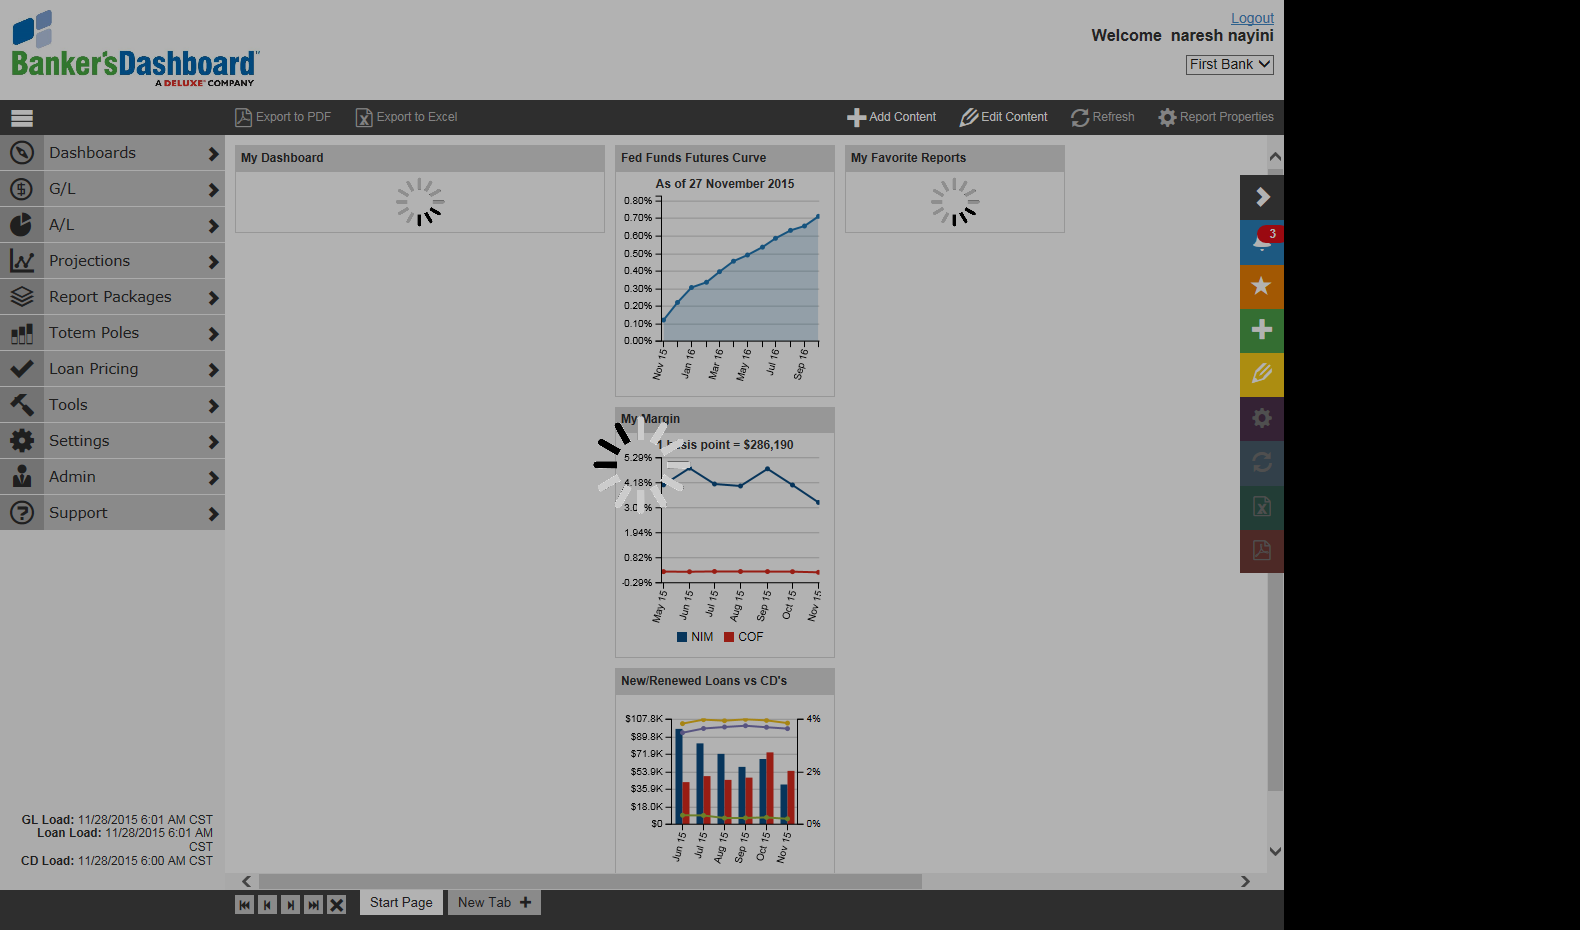 Logout
Welcome naresh nayini
First Bank
Banker'sDashboard
A DELUXE COMPANY
Export to PDF
Export to Excel
Add Content
Edit Content
Refresh
Report Properties
Dashboards
G/L
A/L
Projections
Report Packages
Totem Poles
Loan Pricing
Tools
Settings
Admin
Support
GL Load: 11/28/2015 6:01 AM CST
Loan Load: 11/28/2015 6:01 AM
CST
CD Load: 11/28/2015 6:00 AM CST
My Dashboard
Fed Funds Futures Curve
As of 27 November 2015
0.80%
0.70%
0.60%
0.50%
0.40%
0.30%
0.20%
0.10%
0.00%
Nov 15
Jan 16
Mar 16
May 16
Jul 16
Sep 16
My Margin
1 basis point = $286,190
5.29%
4.18%
1.94%
0.82%
-0.29%
May 15
Jun 15
Jul 15
Aug 15
Sep 15
Oct 15
Nov 15
NIM
COF
New/Renewed Loans vs CD's
$107.8K
$89.8K
$71.9K
$53.9K
$35.9K
$18.0K
$0
4%
2%
0%
Jun 15
Jul 15
Aug 15
Sep 15
Oct 15
Nov 15
My Favorite Reports
3
Start Page
New Tab